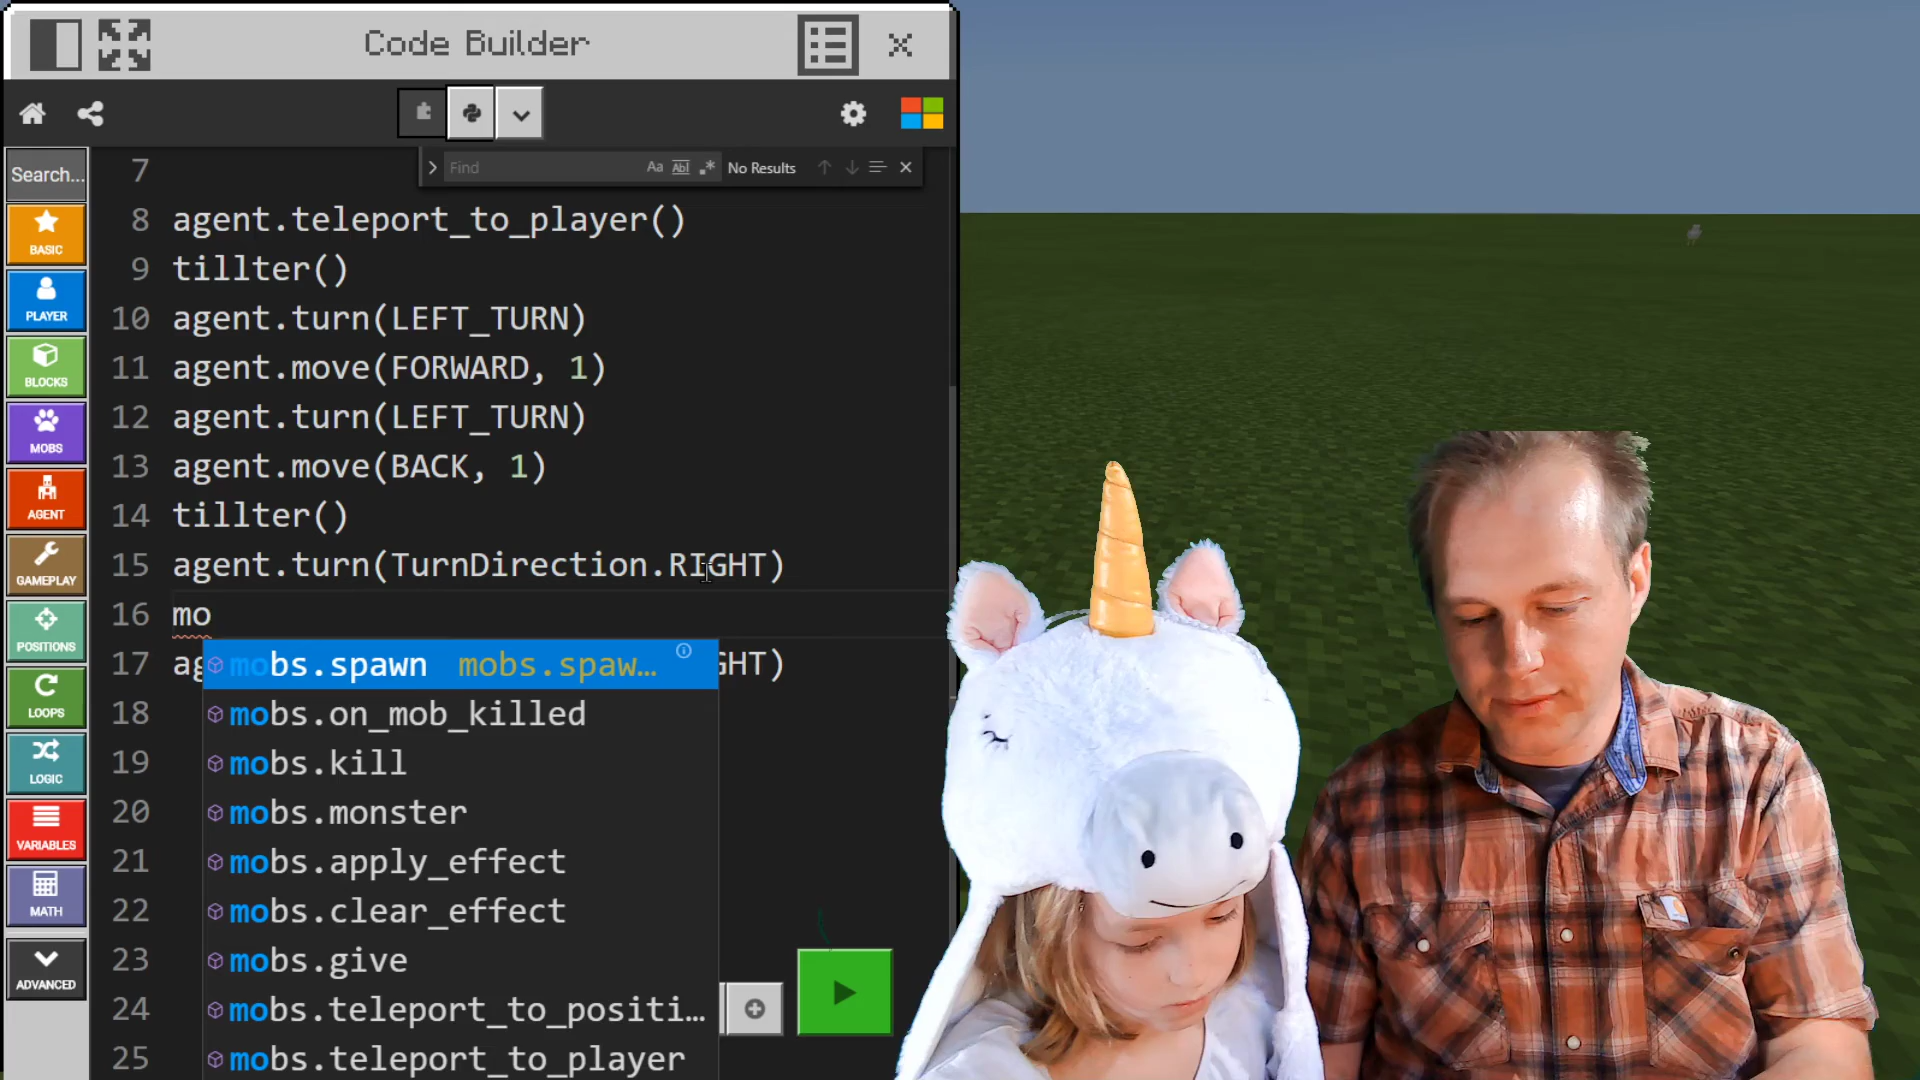 Code Builder
Find
Aa
Abl
No Results
Search...
BASIC
PLAYER
BLOCKS
MOBS
AGENT
GAMEPLAY
POSITIONS
LOOPS
LOGIC
VARIABLES
MATH
ADVANCED
7
8 agent.teleport_to_player()
9 tillter()
10 agent.turn(LEFT_TURN)
11 agent.move(FORWARD, 1)
12 agent.turn(LEFT_TURN)
13 agent.move(BACK, 1)
14 tillter()
15 agent.turn(TurnDirection.RIGHT)
16 mo
mobs.spawn mobs.spaw...
17 ag GHT)
18 mobs.on_mob_killed
19 mobs.kill
20 mobs.monster
21 mobs.apply_effect
22 mobs.clear_effect
23 mobs.give
24 mobs.teleport_to_positi...
25 mobs.teleport_to_player